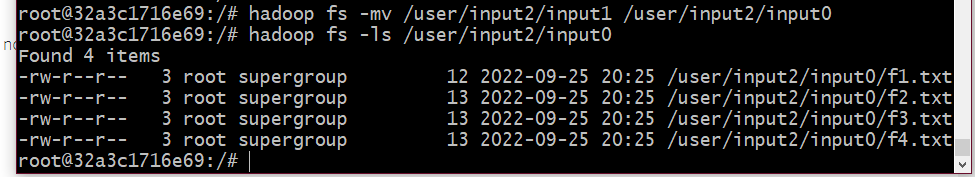 root@32a3c1716e69:/# hadoop fs -mv /user/input2/input1 /user/input2/input0
root@32a3c1716e69:/# hadoop fs -ls /user/input2/input0
Found 4 items
-rw-r--r--   3 root supergroup         12 2022-09-25 20:25 /user/input2/input0/f1.txt
-rw-r--r--   3 root supergroup         13 2022-09-25 20:25 /user/input2/input0/f2.txt
-rw-r--r--   3 root supergroup         13 2022-09-25 20:25 /user/input2/input0/f3.txt
-rw-r--r--   3 root supergroup         13 2022-09-25 20:25 /user/input2/input0/f4.txt
root@32a3c1716e69:/#